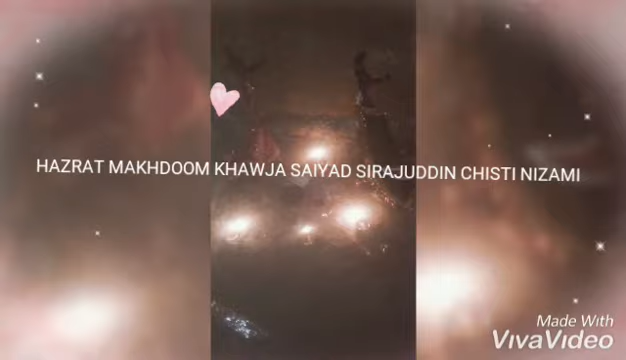 HAZRAT MAKHDOOM KHAWJA SAIYAD SIRAJUDDIN CHISTI NIZAMI
Made With
VivaVideo